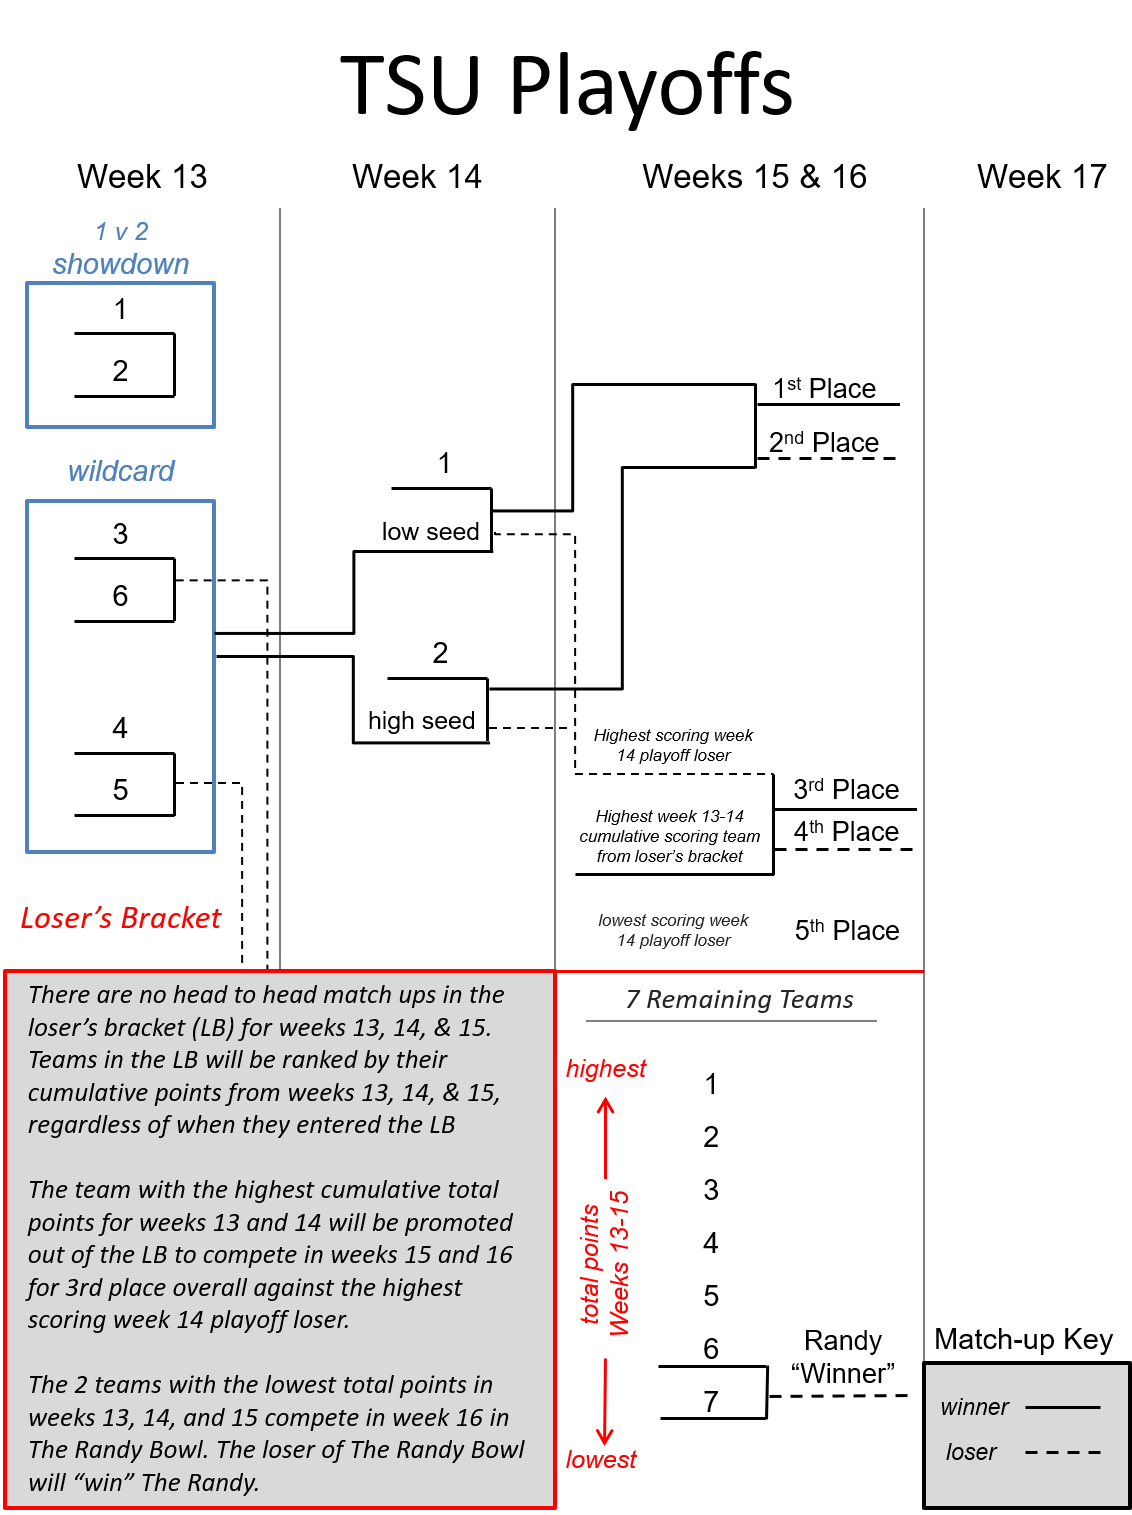 TSU Playoffs
Week 13
Week 14
Weeks 15 & 16
Week 17
1 v 2
showdown
1
2
wildcard
3
6
4
5
1
low seed
2
high seed
1st Place
2nd Place
Highest scoring week
14 playoff loser
Highest week 13-14
cumulative scoring team
from loser's bracket
3rd Place
4th Place
lowest scoring week
14 playoff loser
5th Place
Loser's Bracket
There are no head to head match ups in the
loser's bracket (LB) for weeks 13, 14, & 15.
Teams in the LB will be ranked by their
cumulative points from weeks 13, 14, & 15,
regardless of when they entered the LB
The team with the highest cumulative total
points for weeks 13 and 14 will be promoted
out of the LB to compete in weeks 15 and 16
for 3rd place overall against the highest
scoring week 14 playoff loser.
The 2 teams with the lowest total points in
weeks 13, 14, and 15 compete in week 16 in
The Randy Bowl. The loser of The Randy Bowl
will “win” The Randy.
7 Remaining Teams
highest
total points
Weeks 13-15
lowest
1
2
3
4
5
6
7
Randy
“Winner”
Match-up Key
winner
loser